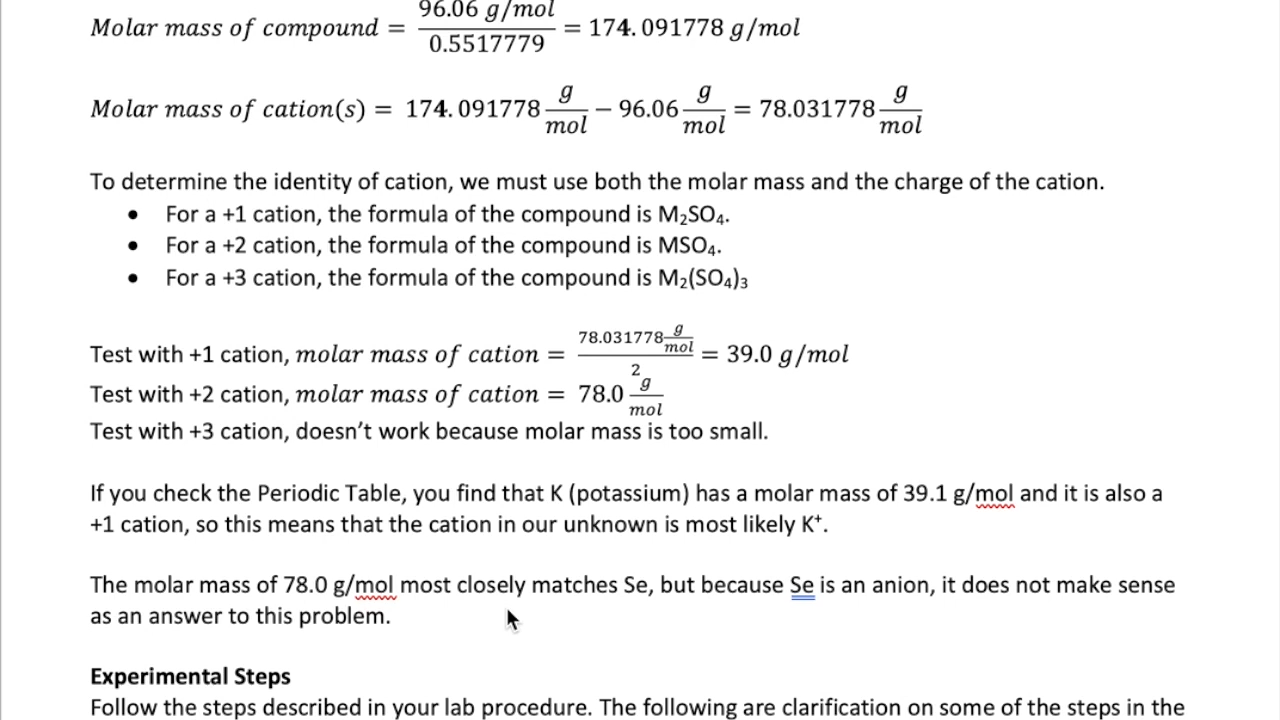 Molar mass of compound = 96.06 g/mol / 0.5517779 = 174.091778 g/mol
Molar mass of cation(s) = 174.091778 g/mol − 96.06 g/mol = 78.031778 g/mol
To determine the identity of cation, we must use both the molar mass and the charge of the cation.
• For a +1 cation, the formula of the compound is M₂SO₄.
• For a +2 cation, the formula of the compound is MSO₄.
• For a +3 cation, the formula of the compound is M₂(SO₄)₃
Test with +1 cation, molar mass of cation = 78.031778 g/mol / 2 = 39.0 g/mol
Test with +2 cation, molar mass of cation = 78.0 g/mol
Test with +3 cation, doesn't work because molar mass is too small.
If you check the Periodic Table, you find that K (potassium) has a molar mass of 39.1 g/mol and it is also a
+1 cation, so this means that the cation in our unknown is most likely K⁺.
The molar mass of 78.0 g/mol most closely matches Se, but because Se is an anion, it does not make sense
as an answer to this problem.
Experimental Steps
Follow the steps described in your lab procedure. The following are clarification on some of the steps in the